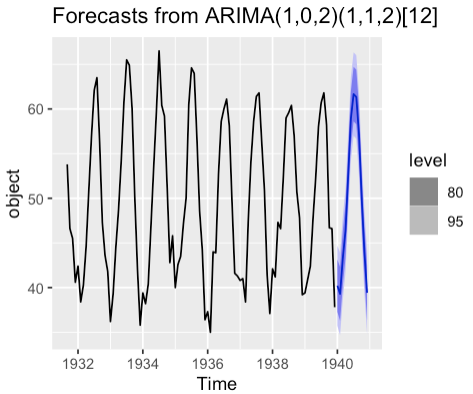 Forecasts from ARIMA(1,0,2)(1,1,2)[12]
60
50
40
object
1932 1934 1936 1938 1940
Time
level
80
95